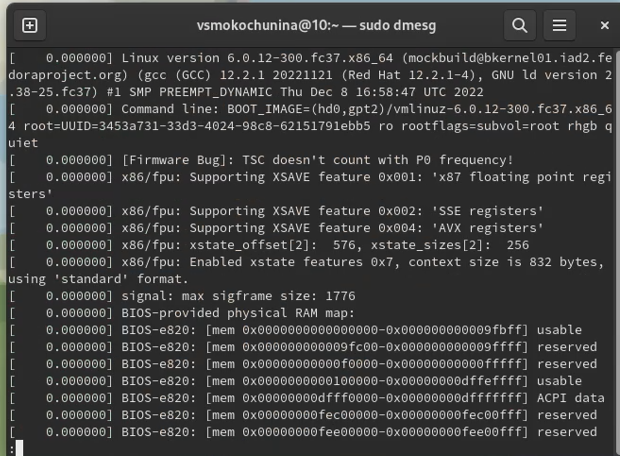 vsmokochunina@10:~ — sudo dmesg
[    0.000000] Linux version 6.0.12-300.fc37.x86_64 (mockbuild@bkernel01.iad2.fe
doraproject.org) (gcc (GCC) 12.2.1 20221121 (Red Hat 12.2.1-4), GNU ld version 2
.38-25.fc37) #1 SMP PREEMPT_DYNAMIC Thu Dec 8 16:58:47 UTC 2022
[    0.000000] Command line: BOOT_IMAGE=(hd0,gpt2)/vmlinuz-6.0.12-300.fc37.x86_6
4 root=UUID=3453a731-33d3-4024-98c8-62151791ebb5 ro rootflags=subvol=root rhgb q
uiet
[    0.000000] [Firmware Bug]: TSC doesn't count with P0 frequency!
[    0.000000] x86/fpu: Supporting XSAVE feature 0x001: 'x87 floating point regi
sters'
[    0.000000] x86/fpu: Supporting XSAVE feature 0x002: 'SSE registers'
[    0.000000] x86/fpu: Supporting XSAVE feature 0x004: 'AVX registers'
[    0.000000] x86/fpu: xstate_offset[2]:  576, xstate_sizes[2]:  256
[    0.000000] x86/fpu: Enabled xstate features 0x7, context size is 832 bytes,
using 'standard' format.
[    0.000000] signal: max sigframe size: 1776
[    0.000000] BIOS-provided physical RAM map:
[    0.000000] BIOS-e820: [mem 0x0000000000000000-0x000000000009fbff] usable
[    0.000000] BIOS-e820: [mem 0x000000000009fc00-0x000000000009ffff] reserved
[    0.000000] BIOS-e820: [mem 0x00000000000f0000-0x00000000000fffff] reserved
[    0.000000] BIOS-e820: [mem 0x0000000000100000-0x00000000dffeffff] usable
[    0.000000] BIOS-e820: [mem 0x00000000dfff0000-0x00000000dfffffff] ACPI data
[    0.000000] BIOS-e820: [mem 0x00000000fec00000-0x00000000fec00fff] reserved
[    0.000000] BIOS-e820: [mem 0x00000000fee00000-0x00000000fee00fff] reserved
: